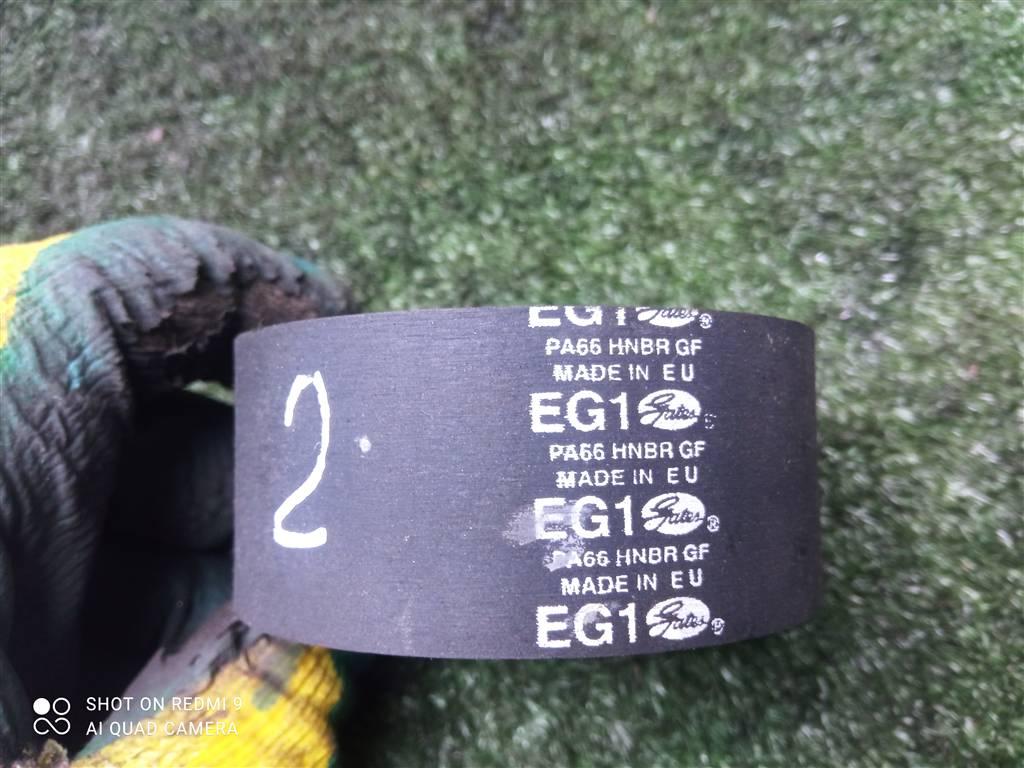 EG1 Gates ®
PA66 HNBR GF
MADE IN EU
EG1 Gates ®
PA66 HNBR GF
MADE IN EU
EG1 Gates ®
PA66 HNBR GF
MADE IN EU
EG1 Gates ®
2
SHOT ON REDMI 9
AI QUAD CAMERA